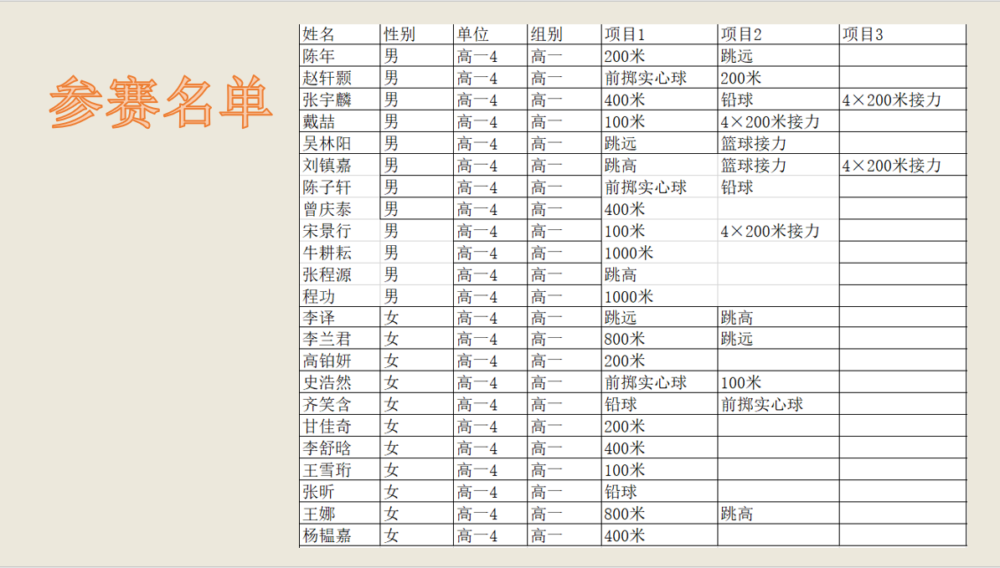 参赛名单
姓名 性别 单位 组别 项目1 项目2 项目3
陈年 男 高一4 高一 200米 跳远
赵轩颢 男 高一4 高一 前掷实心球 200米
张宇麟 男 高一4 高一 400米 铅球 4×200米接力
戴喆 男 高一4 高一 100米 4×200米接力
吴林阳 男 高一4 高一 跳远 篮球接力
刘镇嘉 男 高一4 高一 跳高 篮球接力 4×200米接力
陈子轩 男 高一4 高一 前掷实心球 铅球
曾庆泰 男 高一4 高一 400米
宋景行 男 高一4 高一 100米 4×200米接力
牛耕耘 男 高一4 高一 1000米
张程源 男 高一4 高一 跳高
程功 男 高一4 高一 1000米
李译 女 高一4 高一 跳远 跳高
李兰君 女 高一4 高一 800米 跳远
高铂妍 女 高一4 高一 200米
史浩然 女 高一4 高一 前掷实心球 100米
齐笑含 女 高一4 高一 铅球 前掷实心球
甘佳奇 女 高一4 高一 200米
李舒晗 女 高一4 高一 400米
王雪珩 女 高一4 高一 100米
张昕 女 高一4 高一 铅球
王娜 女 高一4 高一 800米 跳高
杨韫嘉 女 高一4 高一 400米